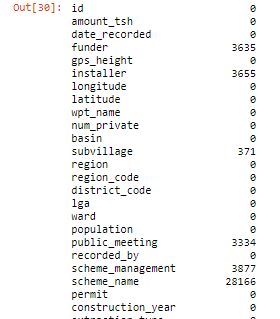 Out[30]: id 0
amount_tsh 0
date_recorded 0
funder 3635
gps_height 0
installer 3655
longitude 0
latitude 0
wpt_name 0
num_private 0
basin 0
subvillage 371
region 0
region_code 0
district_code 0
lga 0
ward 0
population 0
public_meeting 3334
recorded_by 0
scheme_management 3877
scheme_name 28166
permit 0
construction_year 0